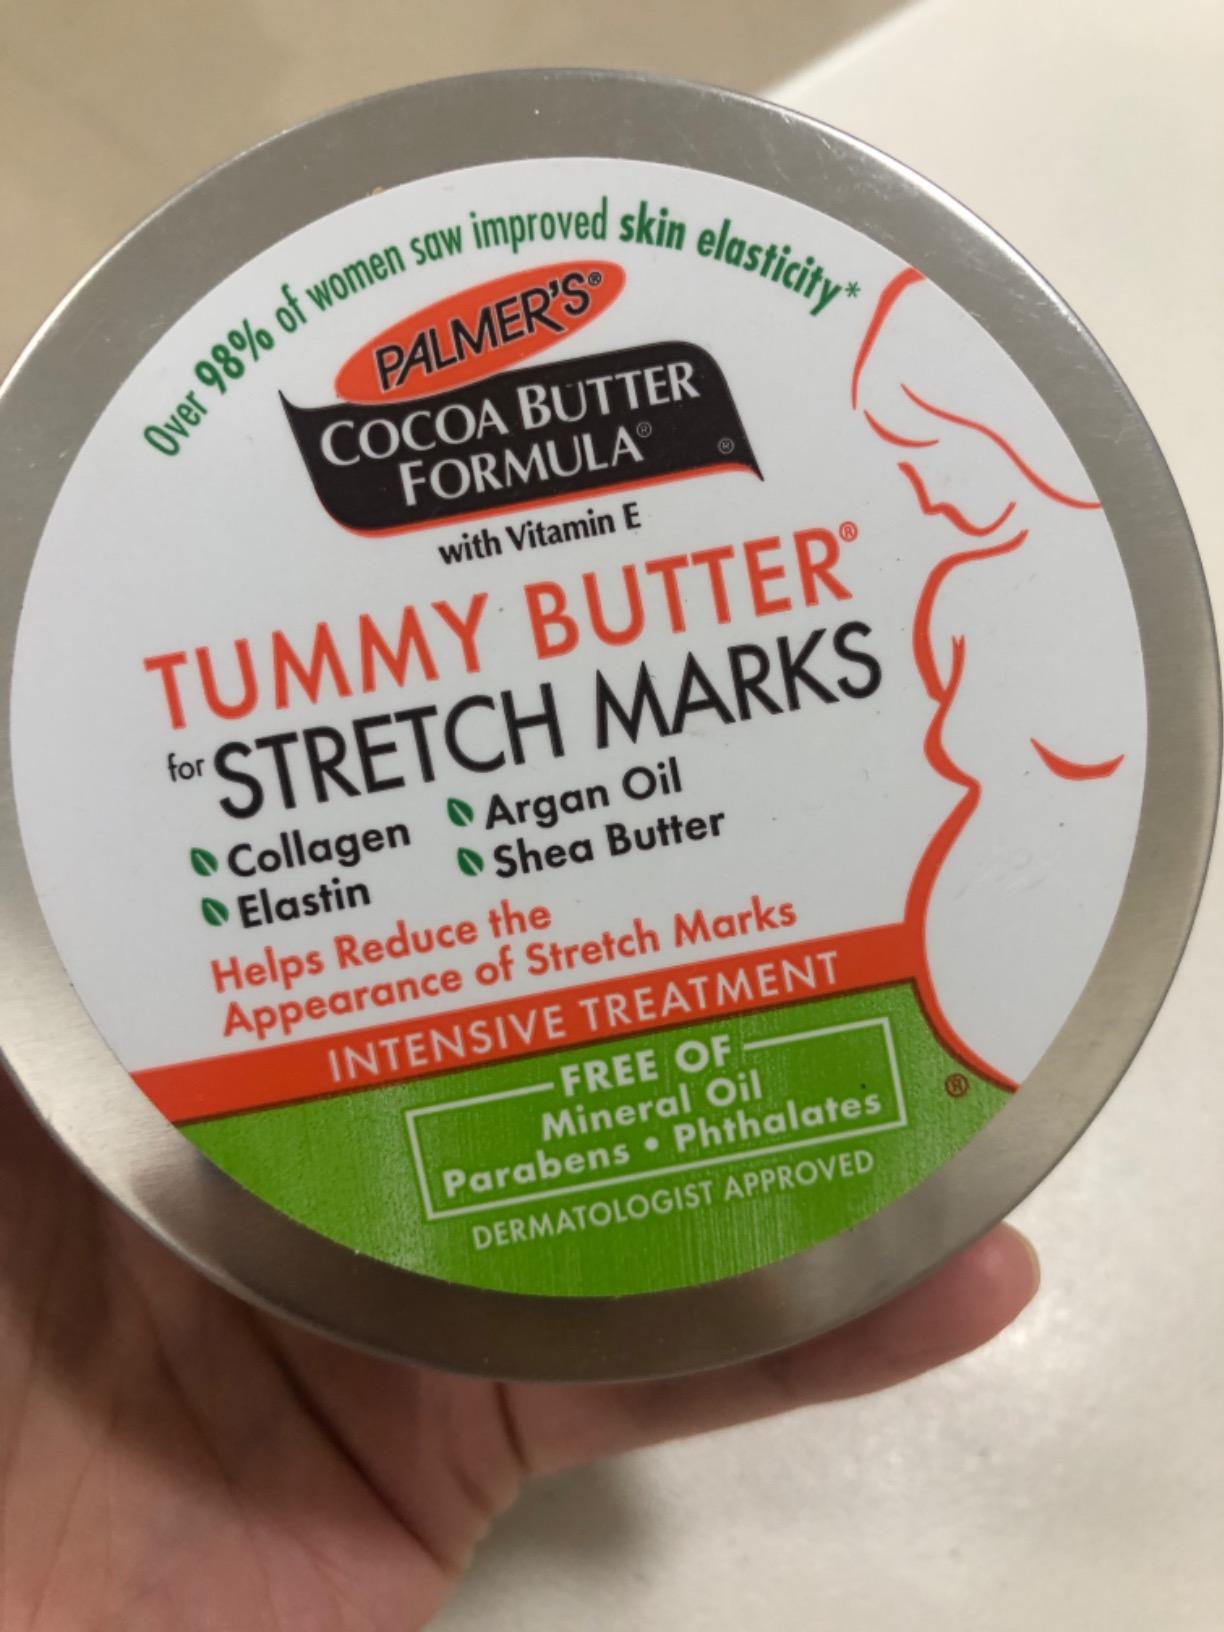 Over 98% of women saw improved skin elasticity*
PALMER'S®
COCOA BUTTER
FORMULA®
®
with Vitamin E
TUMMY BUTTER®
for STRETCH MARKS
Collagen
Argan Oil
Elastin
Shea Butter
Helps Reduce the
Appearance of Stretch Marks
INTENSIVE TREATMENT
FREE OF
Mineral Oil
Parabens • Phthalates
®
DERMATOLOGIST APPROVED